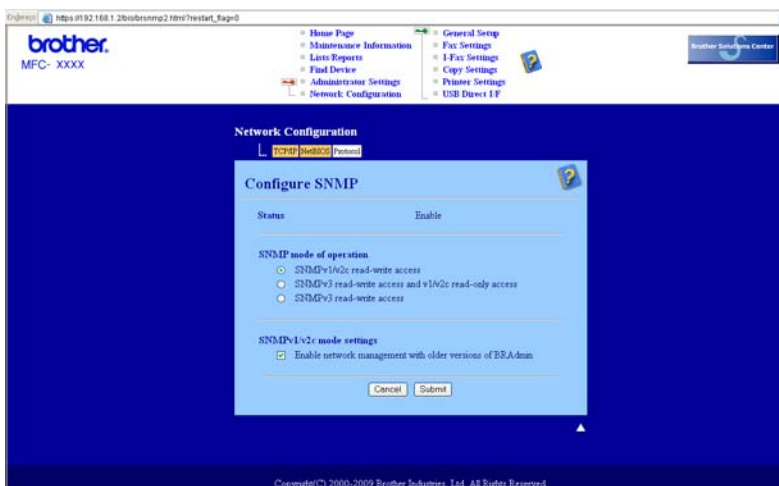 Endereço https://192.168.1.2/bio/brsnmp2.html?restart_flag=0
brother.
MFC- XXXX
Home Page
Maintenance Information
Lists/Reports
Find Device
Administrator Settings
Network Configuration
General Setup
Fax Settings
I-Fax Settings
Copy Settings
Printer Settings
USB Direct I/F
Brother Solutions Center
Network Configuration
TCP/IP NetBIOS Protocol
Configure SNMP
Status Enable
SNMP mode of operation
SNMPv1/v2c read-write access
SNMPv3 read-write access and v1/v2c read-only access
SNMPv3 read-write access
SNMPv1/v2c mode settings
Enable network management with older versions of BRAdmin
Cancel Submit
Copyright(C) 2000-2009 Brother Industries, Ltd. All Rights Reserved.